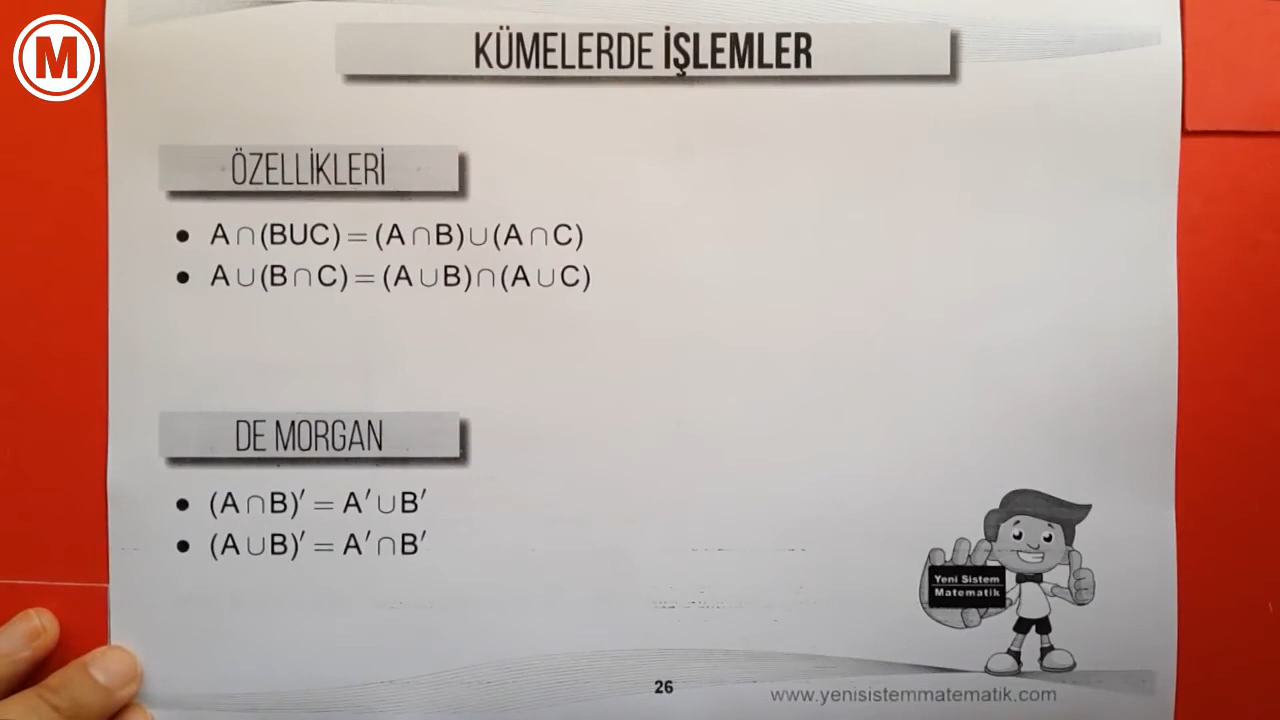 M
KÜMELERDE İŞLEMLER
ÖZELLİKLERİ
• A∩(BUC)=(A∩B)∪(A∩C)
• A∪(B∩C)=(A∪B)∩(A∪C)
DE MORGAN
• (A∩B)′=A′∪B′
• (A∪B)′=A′∩B′
Yeni Sistem
Matematik
26
www.yenisistemmatematik.com